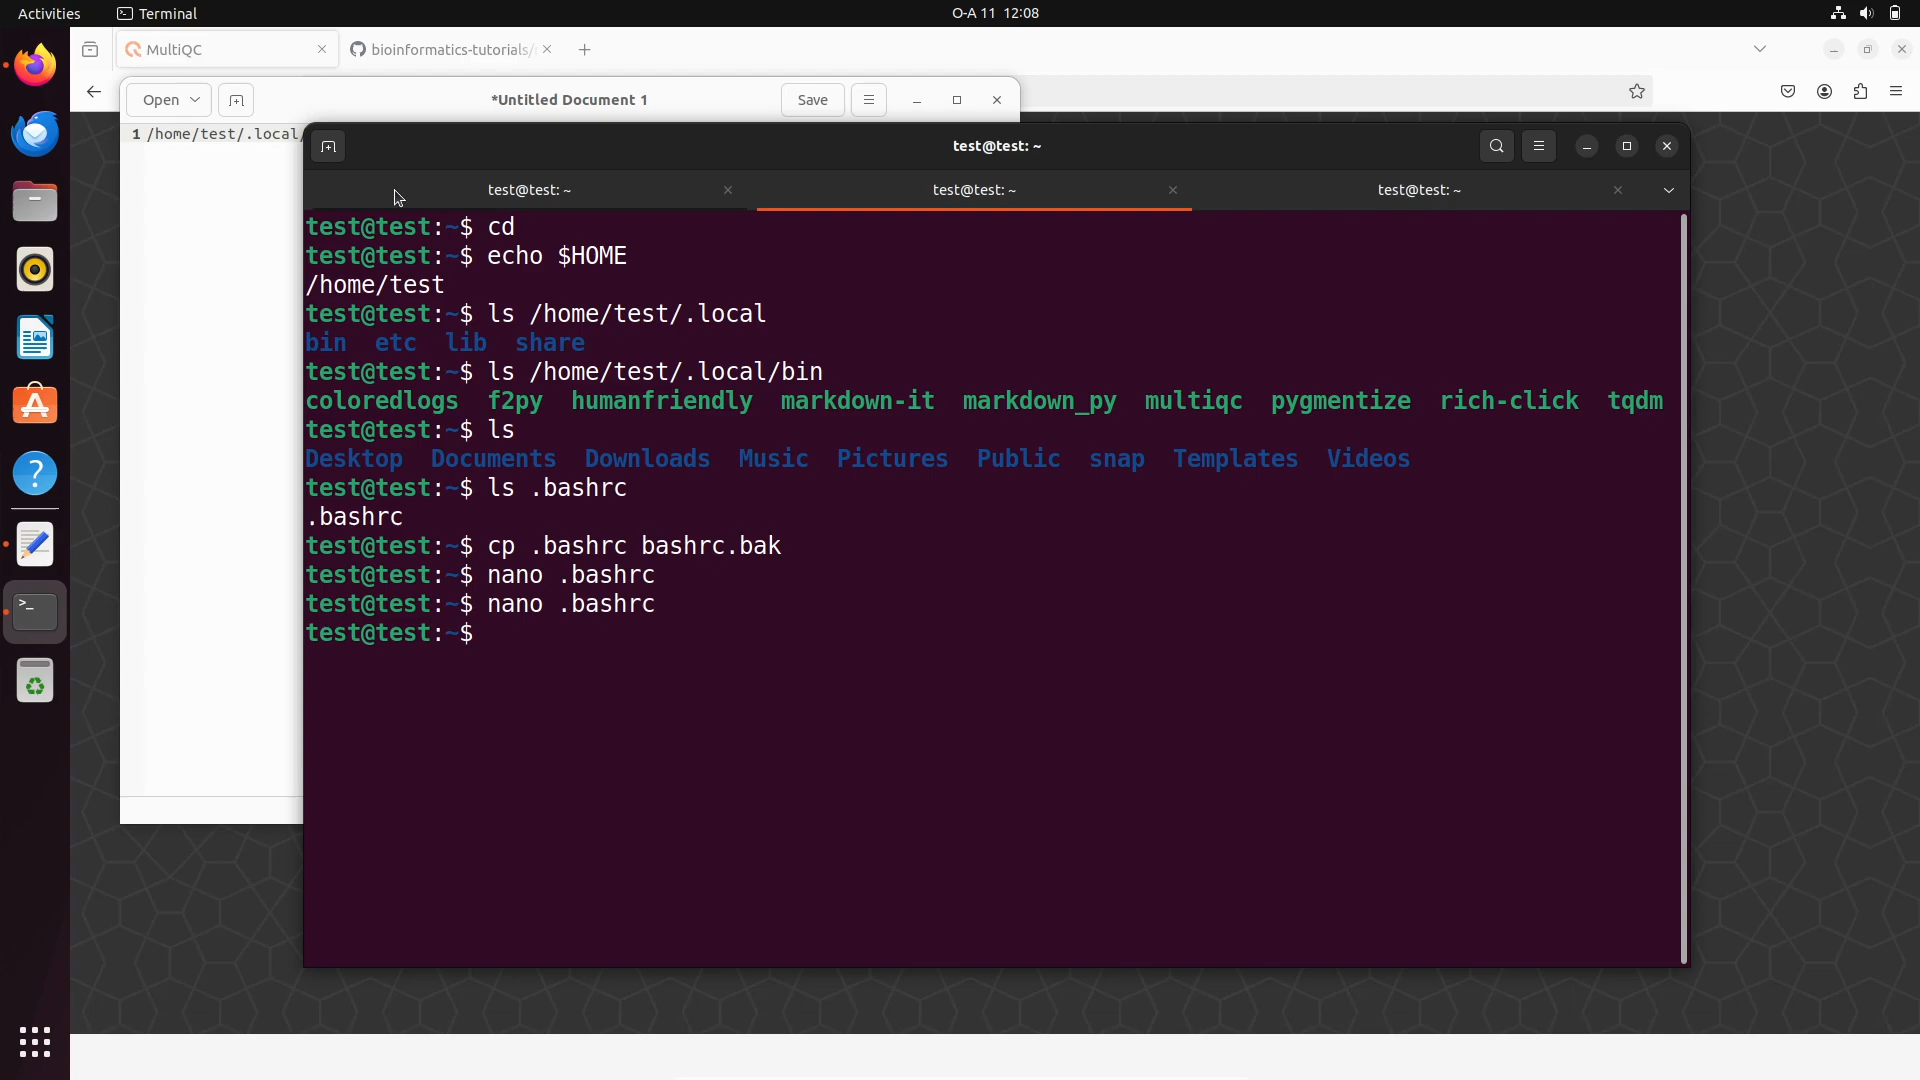 Activities
Terminal
O-A 11 12:08
MultiQC
bioinformatics-tutorials/
Open
*Untitled Document 1
Save
1 /home/test/.local/
test@test: ~
test@test: ~
test@test: ~
test@test: ~
test@test:~$ cd
test@test:~$ echo $HOME
/home/test
test@test:~$ ls /home/test/.local
bin etc lib share
test@test:~$ ls /home/test/.local/bin
coloredlogs f2py humanfriendly markdown-it markdown_py multiqc pygmentize rich-click tqdm
test@test:~$ ls
Desktop Documents Downloads Music Pictures Public snap Templates Videos
test@test:~$ ls .bashrc
.bashrc
test@test:~$ cp .bashrc bashrc.bak
test@test:~$ nano .bashrc
test@test:~$ nano .bashrc
test@test:~$